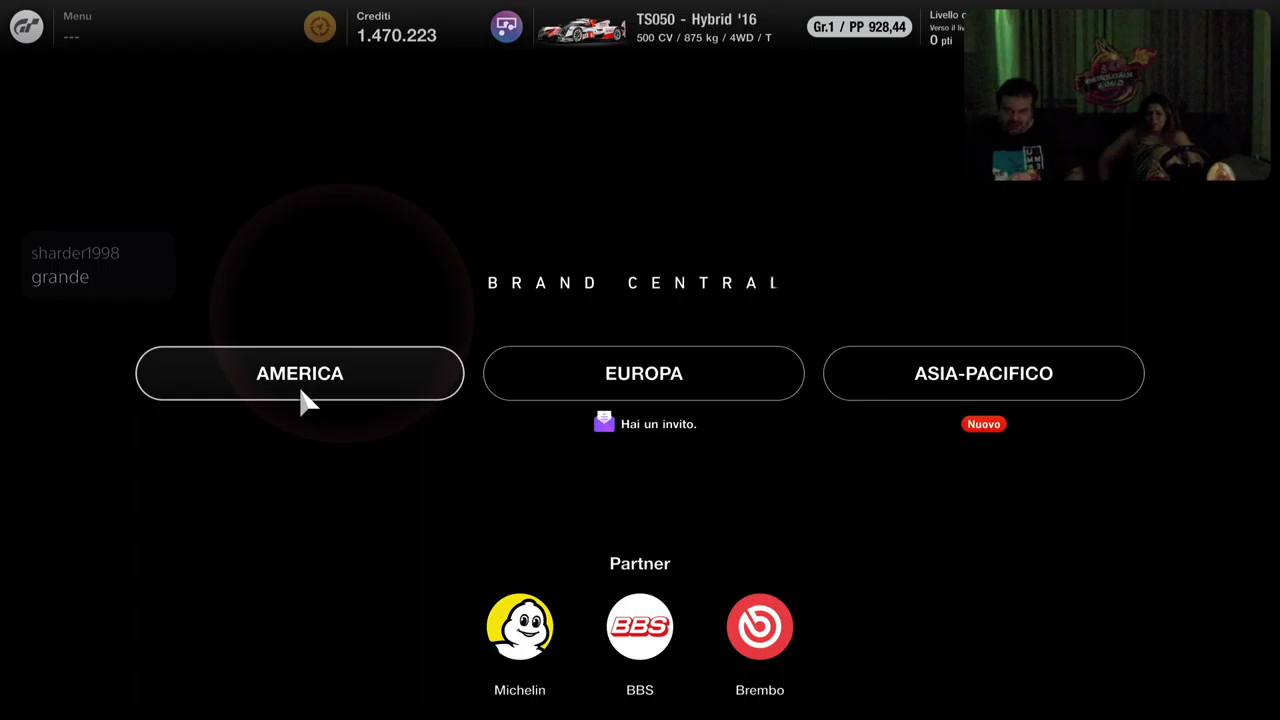 Menu
---
Crediti
1.470.223
TS050 - Hybrid '16
500 CV / 875 kg / 4WD / T
Gr.1 / PP 928,44
Livello
Verso il
0 pti
sharder1998
grande
BRAND CENTRAL
AMERICA
EUROPA
ASIA-PACIFICO
Hai un invito.
Nuovo
Partner
BBS
Michelin
BBS
Brembo